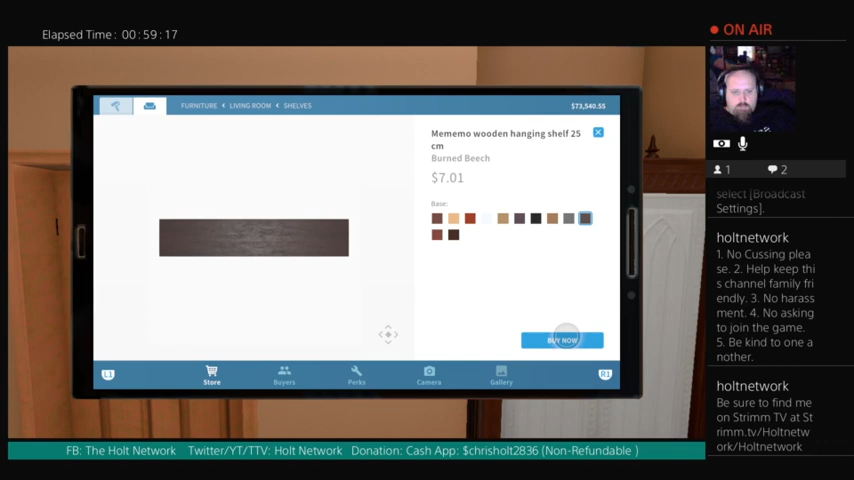 Elapsed Time : 00:59:17
ON AIR
FURNITURE < LIVING ROOM < SHELVES
$73,540.55
Mememo wooden hanging shelf 25
cm
Burned Beech
$7.01
Base:
BUY NOW
L1
Store
Buyers
Perks
Camera
Gallery
R1
1
2
select [Broadcast
Settings].
holtnetwork
1. No Cussing plea
se. 2. Help keep thi
s channel family fri
endly. 3. No harass
ment. 4. No asking
to join the game.
5. Be kind to one a
nother.
holtnetwork
Be sure to find me
on Strimm TV at St
rimm.tv/Holtnetw
ork/Holtnetwork
FB: The Holt Network Twitter/YT/TTV: Holt Network Donation: Cash App: $chrisholt2836 (Non-Refundable )